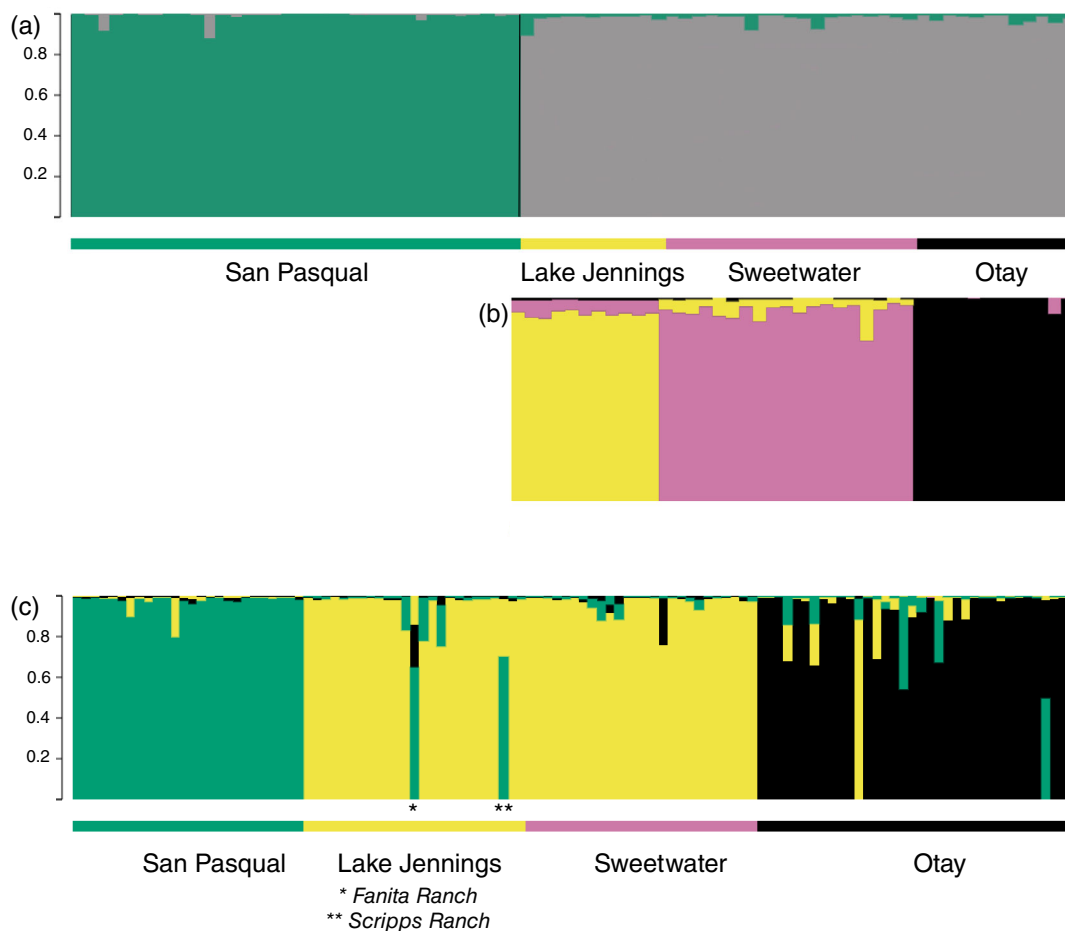 (a)
0.8
0.6
0.4
0.2
San Pasqual Lake Jennings Sweetwater Otay
(b)
(c)
0.8
0.6
0.4
0.2
* **
San Pasqual Lake Jennings Sweetwater Otay
* Fanita Ranch
** Scripps Ranch